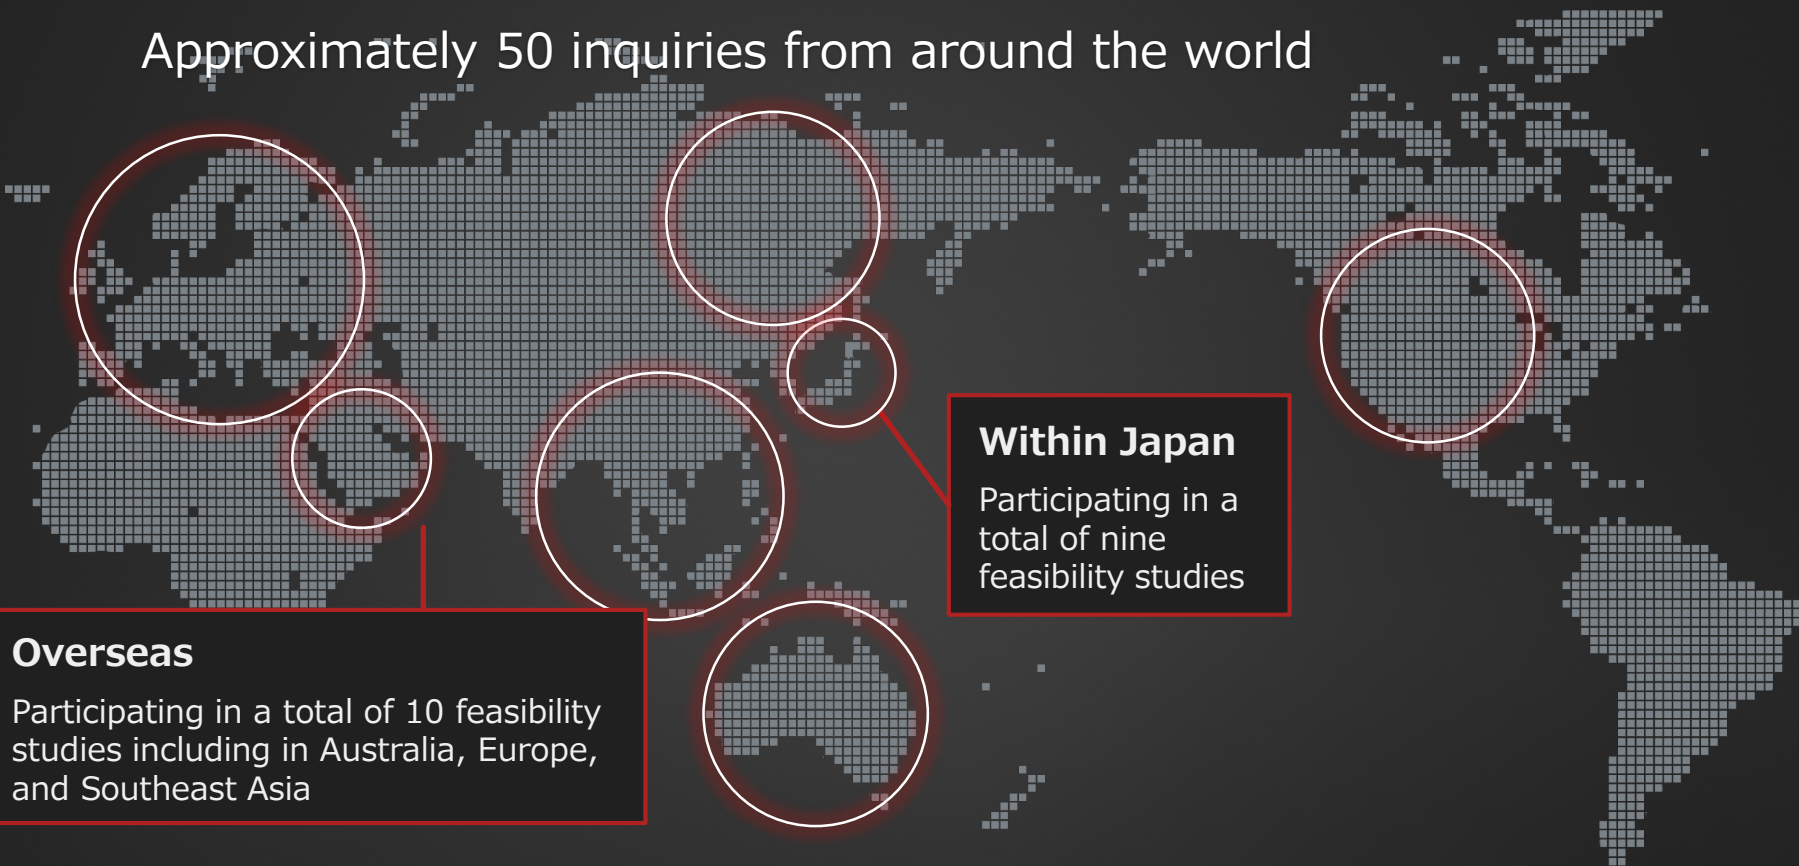 Approximately 50 inquiries from around the world
Within Japan
Participating in a
total of nine
feasibility studies
Overseas
Participating in a total of 10 feasibility
studies including in Australia, Europe,
and Southeast Asia